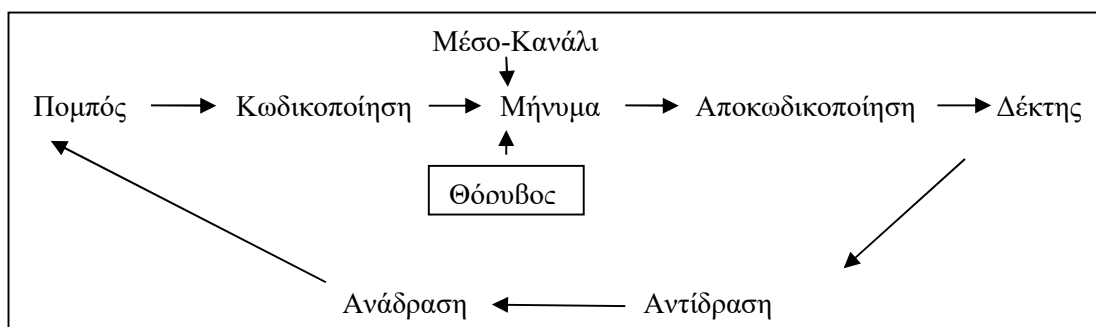 Μέσο-Κανάλι
Πομπός Κωδικοποίηση Μήνυμα Αποκωδικοποίηση Δέκτης
Θόρυβος
Ανάδραση Αντίδραση